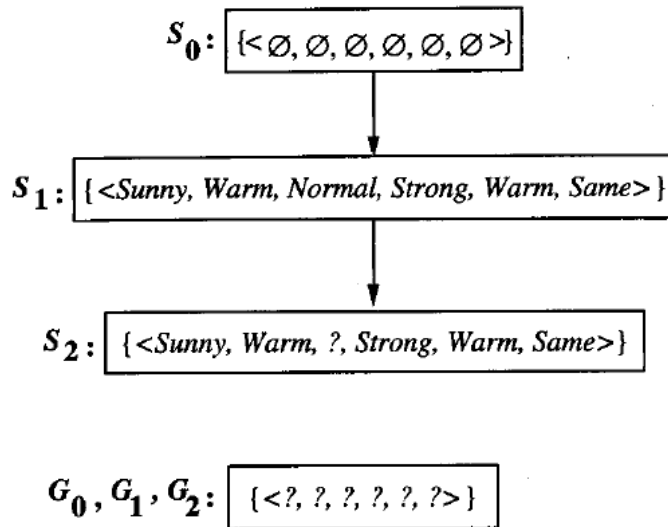 S0: {<∅, ∅, ∅, ∅, ∅, ∅>}
S1: {<Sunny, Warm, Normal, Strong, Warm, Same>}
S2: {<Sunny, Warm, ?, Strong, Warm, Same>}
G0, G1, G2: {<?, ?, ?, ?, ?, ?>}